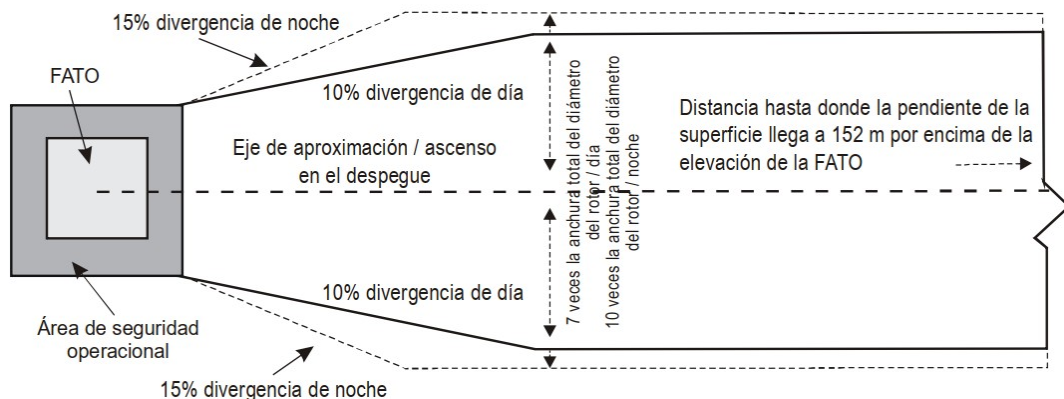 15% divergencia de noche
FATO
10% divergencia de día
Eje de aproximación / ascenso
en el despegue
7 veces la anchura total del diámetro
del rotor / día
10 veces la anchura total del diámetro
del rotor / noche
Distancia hasta donde la pendiente de la
superficie llega a 152 m por encima de la
elevación de la FATO
10% divergencia de día
Área de seguridad
operacional
15% divergencia de noche